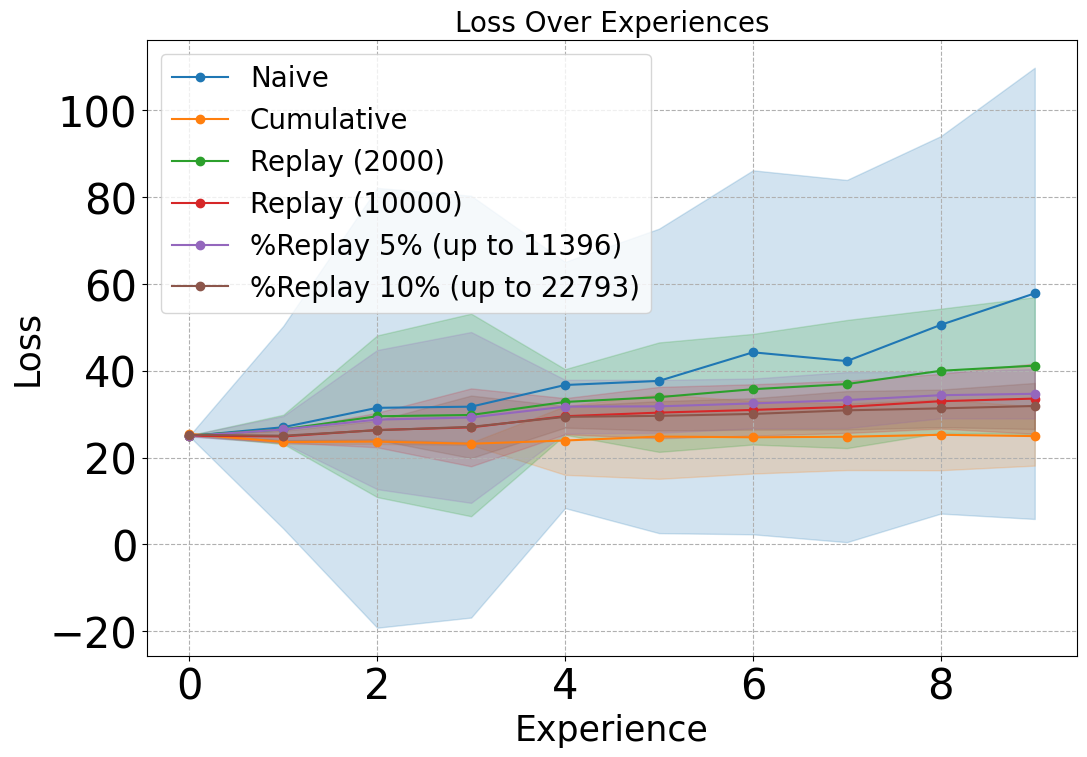 Loss Over Experiences
Naive
Cumulative
Replay (2000)
Replay (10000)
%Replay 5% (up to 11396)
%Replay 10% (up to 22793)
Loss
100
80
60
40
20
0
−20
0 2 4 6 8
Experience